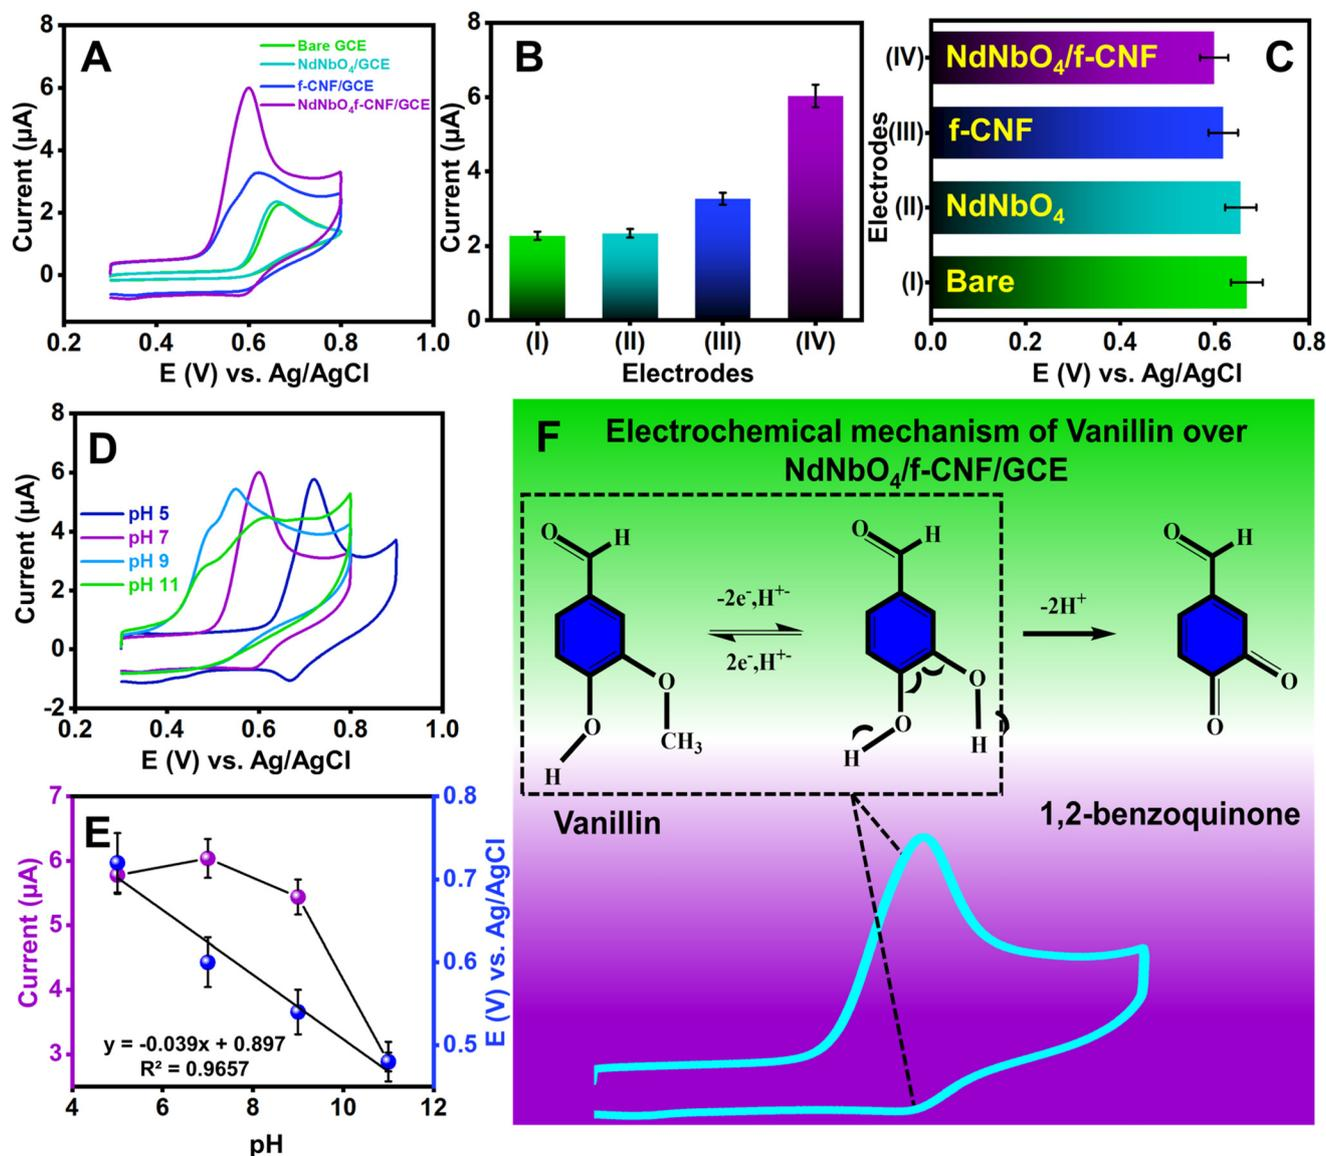 A
Bare GCE
NdNbO₄/GCE
f-CNF/GCE
NdNbO₄f-CNF/GCE
Current (μA)
8
6
4
2
0
0.2 0.4 0.6 0.8 1.0
E (V) vs. Ag/AgCl
B
Current (μA)
8
6
4
2
0
(I) (II) (III) (IV)
Electrodes
C
Electrodes
(IV) NdNbO₄/f-CNF
(III) f-CNF
(II) NdNbO₄
(I) Bare
0.0 0.2 0.4 0.6 0.8
E (V) vs. Ag/AgCl
D
pH 5
pH 7
pH 9
pH 11
Current (μA)
8
6
4
2
0
-2
0.2 0.4 0.6 0.8 1.0
E (V) vs. Ag/AgCl
E
Current (μA)
7
6
5
4
3
E (V) vs. Ag/AgCl
0.8
0.7
0.6
0.5
y = -0.039x + 0.897
R² = 0.9657
4 6 8 10 12
pH
F
Electrochemical mechanism of Vanillin over
NdNbO₄/f-CNF/GCE
O H
O
CH₃
O
H
-2e⁻,H⁺⁻
2e⁻,H⁺⁻
O H
O
H
O
H
-2H⁺
O H
O
O
Vanillin
1,2-benzoquinone